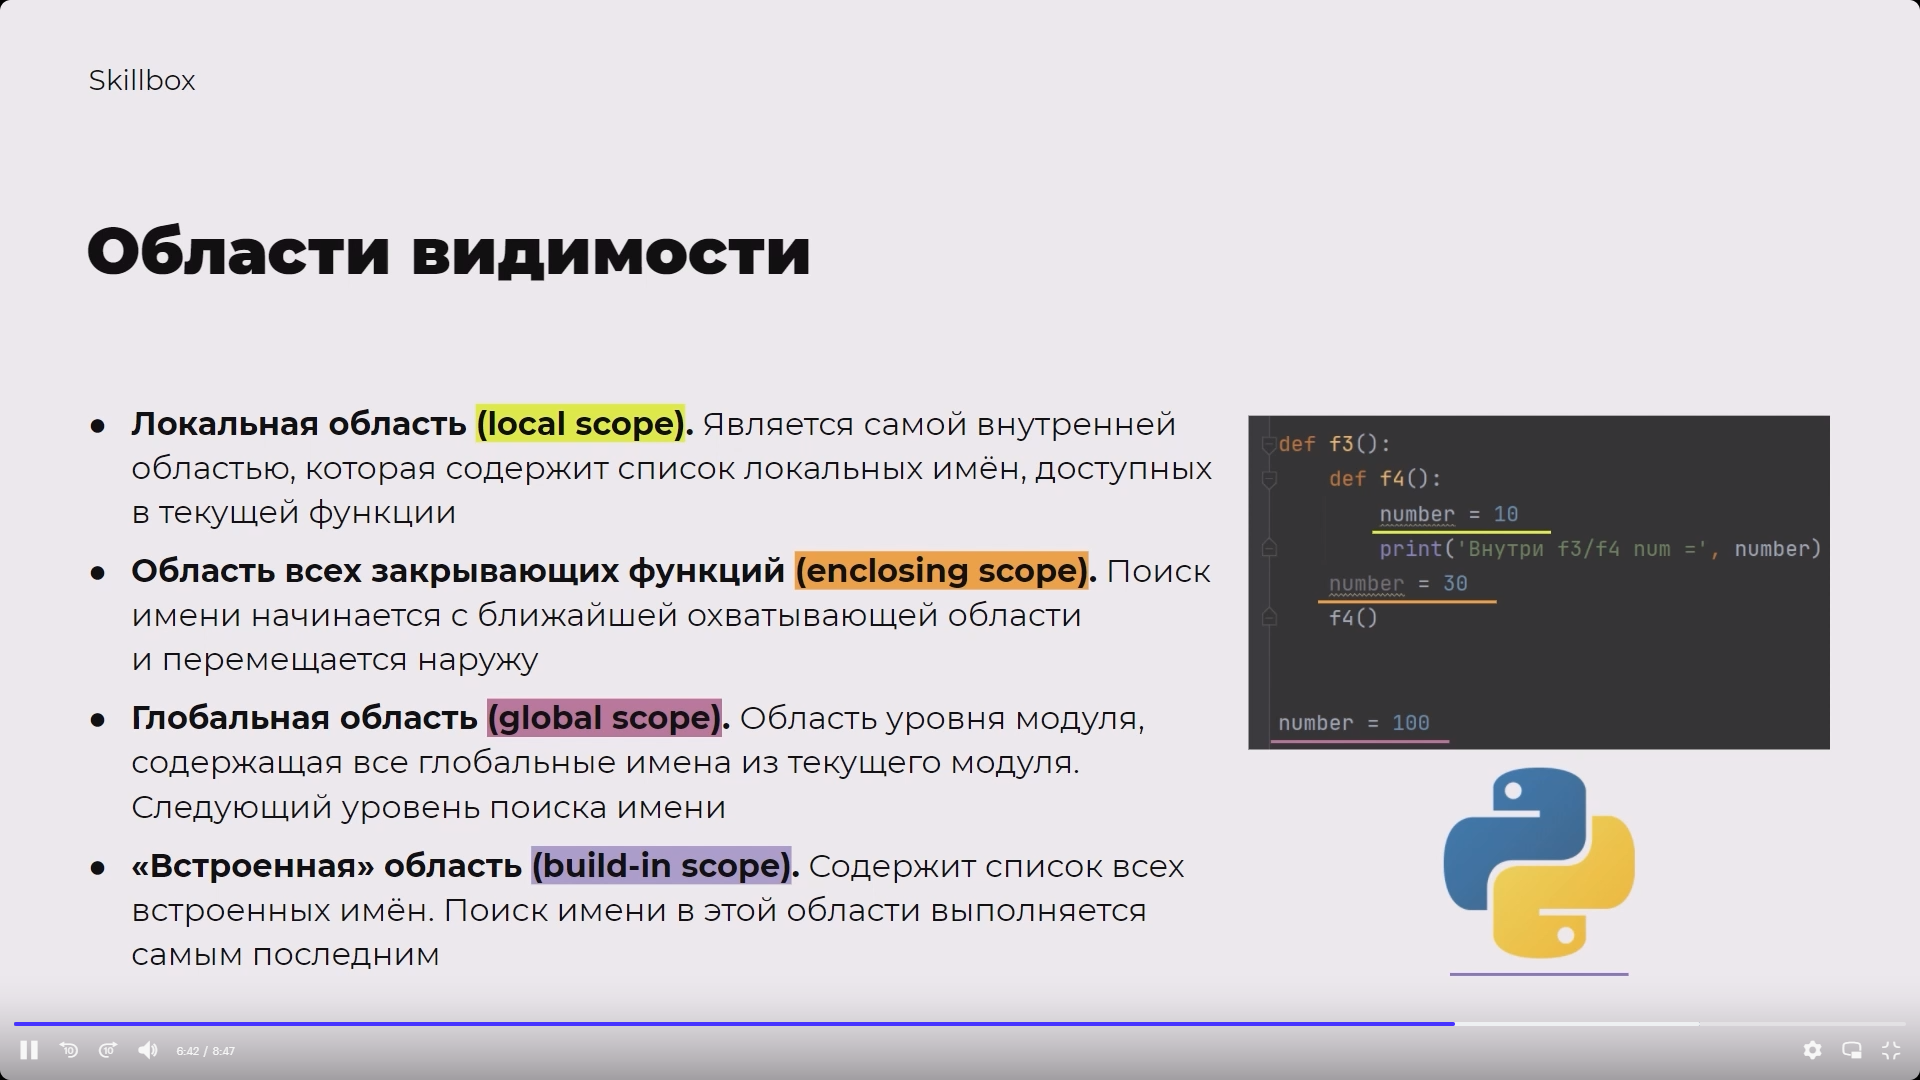 Skillbox
Области видимости
● Локальная область (local scope). Является самой внутренней
областью, которая содержит список локальных имён, доступных
в текущей функции
● Область всех закрывающих функций (enclosing scope). Поиск
имени начинается с ближайшей охватывающей области
и перемещается наружу
● Глобальная область (global scope). Область уровня модуля,
содержащая все глобальные имена из текущего модуля.
Следующий уровень поиска имени
● «Встроенная» область (build-in scope). Содержит список всех
встроенных имён. Поиск имени в этой области выполняется
самым последним
def f3():
def f4():
number = 10
print('Внутри f3/f4 num =', number)
number = 30
f4()
number = 100
10
10
6:42 / 8:47